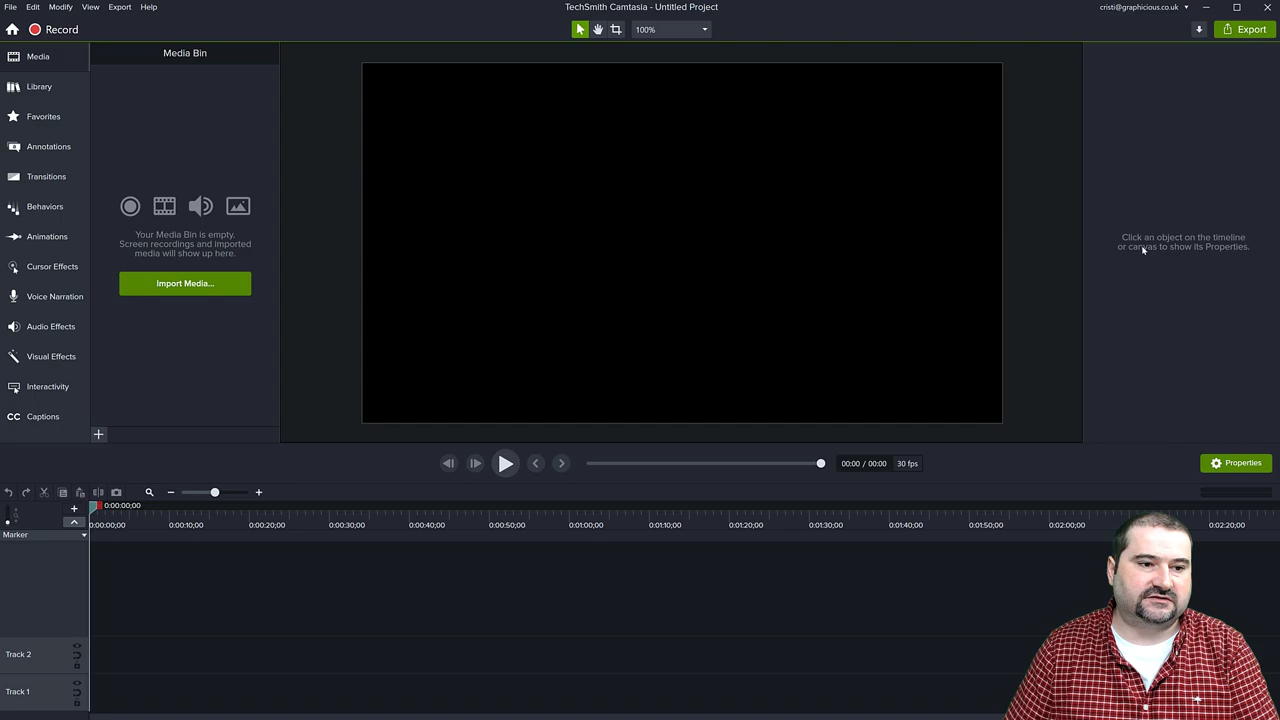 File Edit Modify View Export Help
TechSmith Camtasia - Untitled Project
cristi@graphicious.co.uk
Record
100%
Export
Media
Library
Favorites
Annotations
Transitions
Behaviors
Animations
Cursor Effects
Voice Narration
Audio Effects
Visual Effects
Interactivity
CC Captions
Media Bin
Your Media Bin is empty.
Screen recordings and imported
media will show up here.
Import Media...
Click an object on the timeline
or canvas to show its Properties.
00:00 / 00:00 30 fps
Properties
0:00:00;00
0:00:00;00 0:00:10;00 0:00:20;00 0:00:30;00 0:00:40;00 0:00:50;00 0:01:00;00 0:01:10;00 0:01:20;00 0:01:30;00 0:01:40;00 0:01:50;00 0:02:00;00 0:02:20;00
Marker
Track 2
Track 1